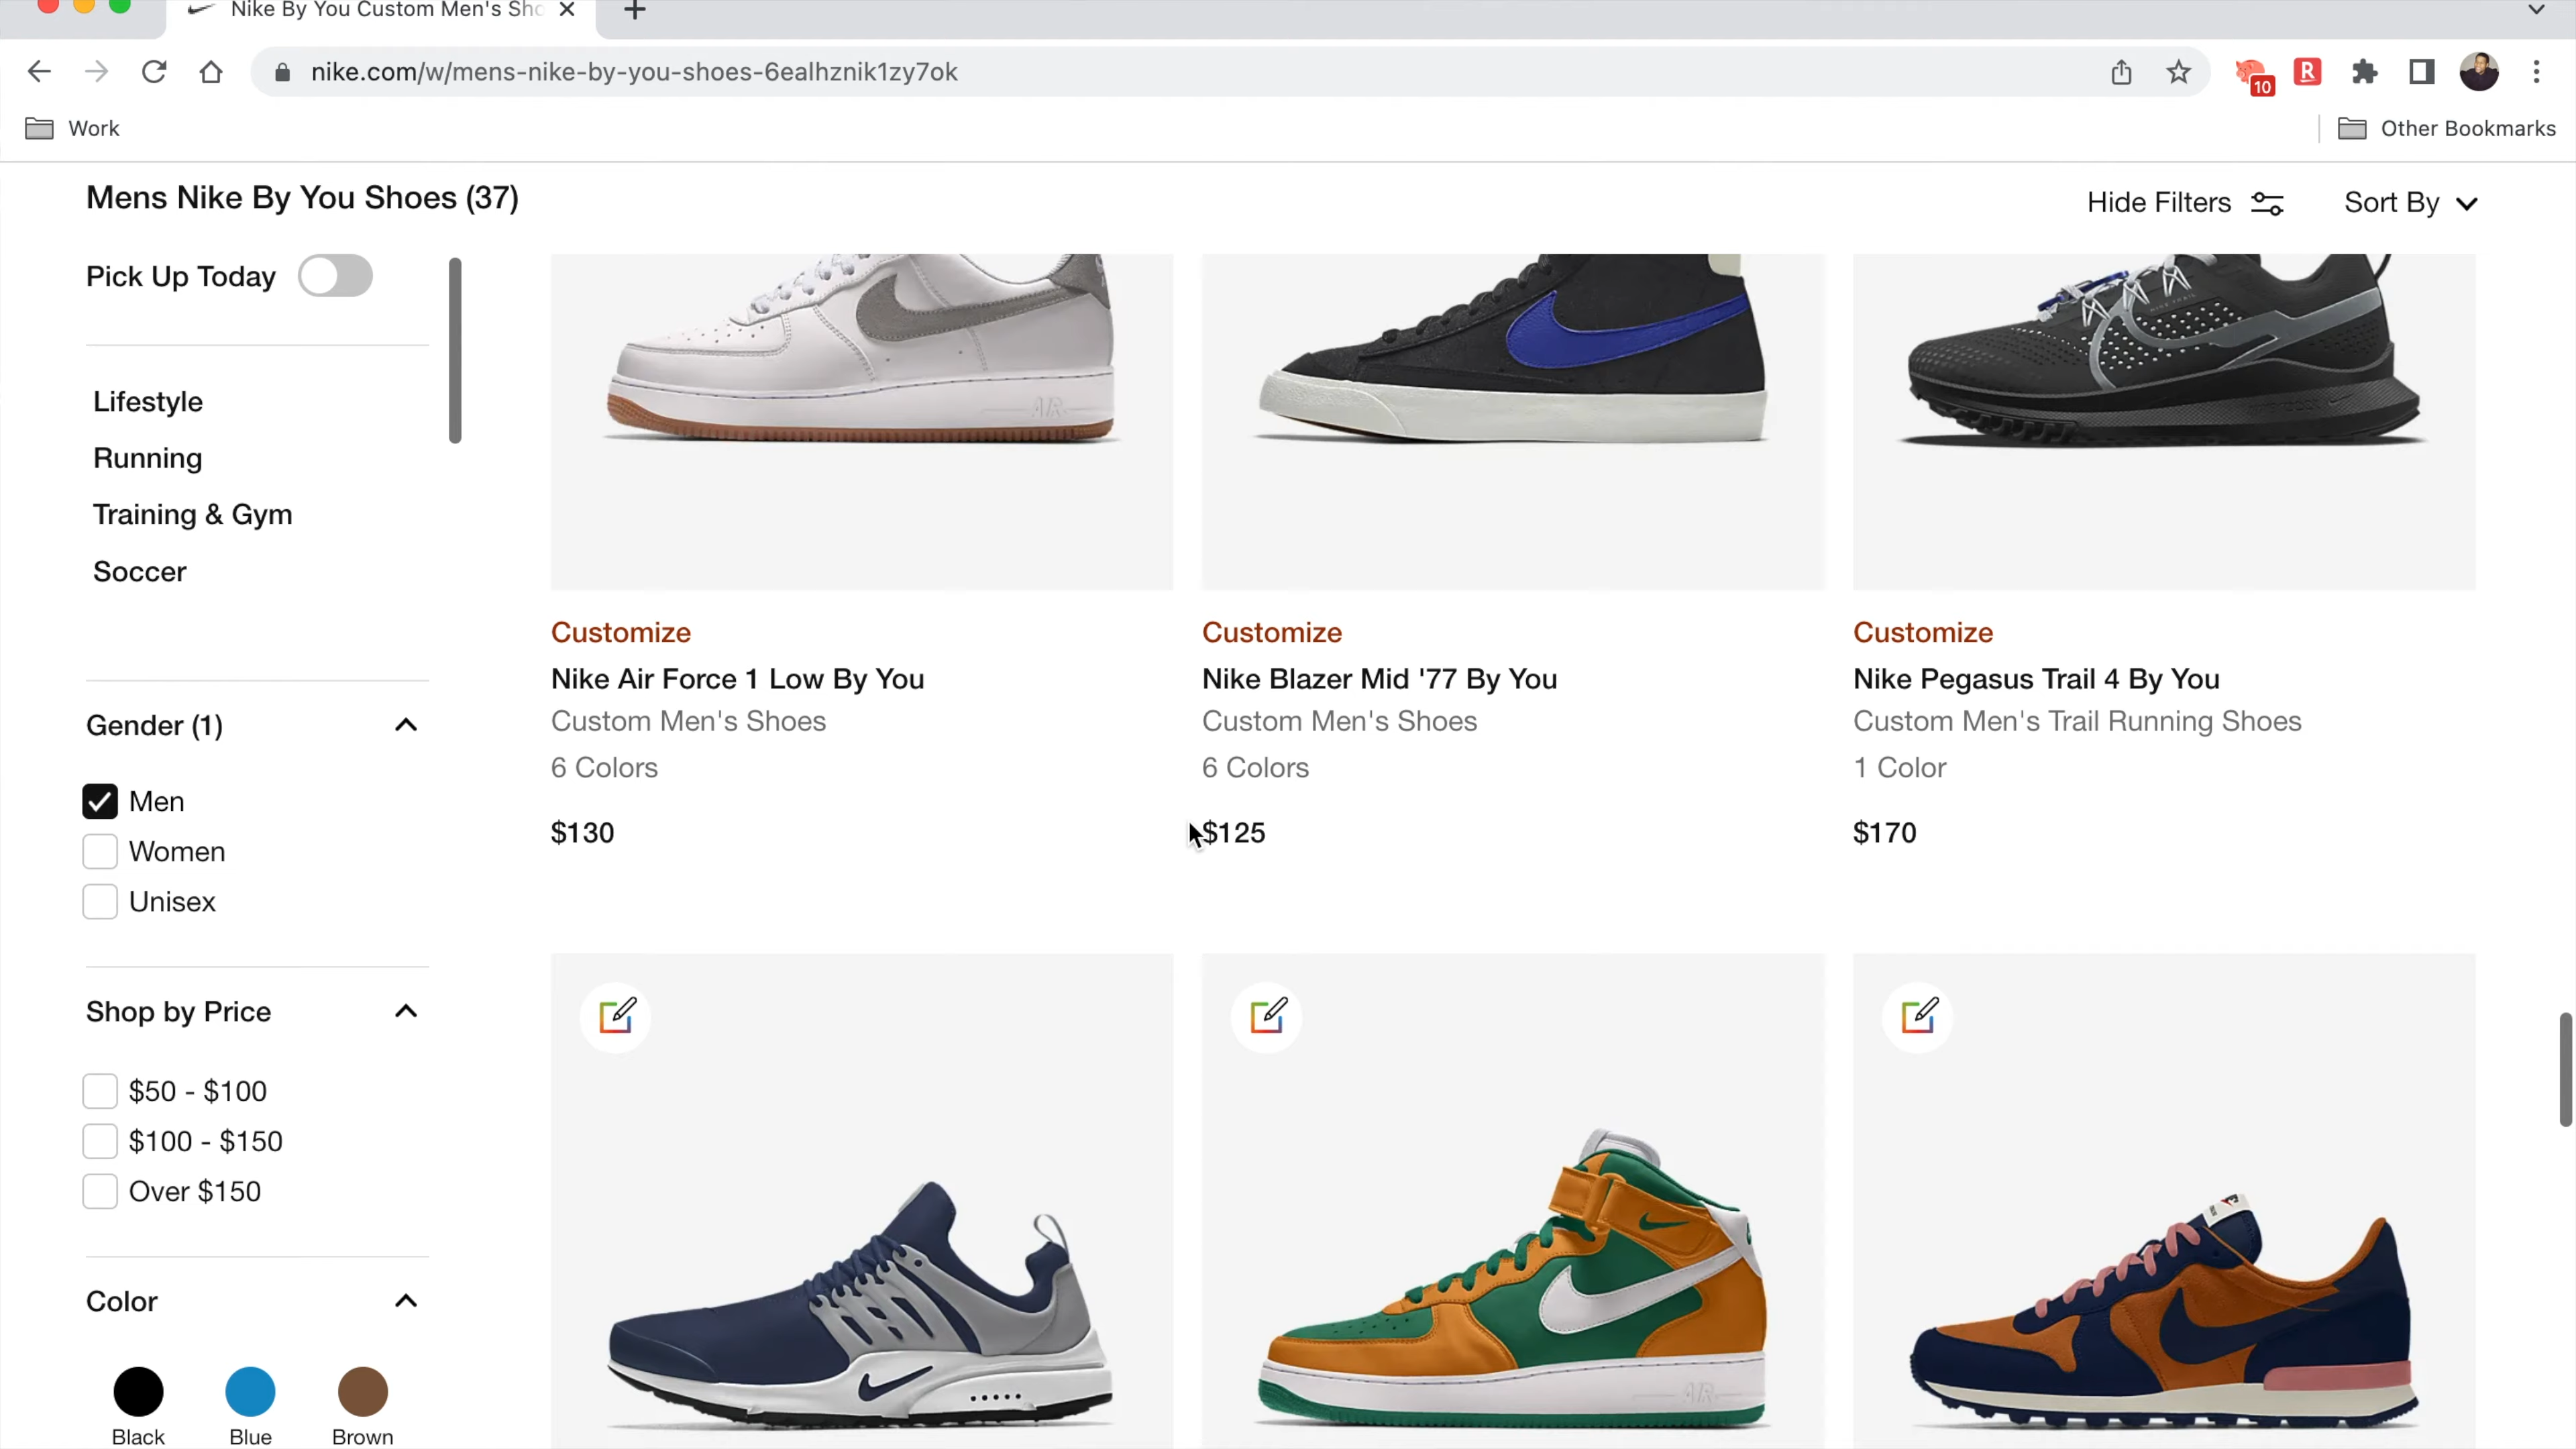 Nike By You Custom Men's Sho
nike.com/w/mens-nike-by-you-shoes-6ealhznik1zy7ok
10
R
Work
Other Bookmarks
Mens Nike By You Shoes (37)
Hide Filters
Sort By
Pick Up Today
Lifestyle
Running
Training & Gym
Soccer
Gender (1)
Men
Women
Unisex
Shop by Price
$50 - $100
$100 - $150
Over $150
Color
Black
Blue
Brown
AIR
Customize
Nike Air Force 1 Low By You
Custom Men's Shoes
6 Colors
$130
Customize
Nike Blazer Mid '77 By You
Custom Men's Shoes
6 Colors
$125
Customize
Nike Pegasus Trail 4 By You
Custom Men's Trail Running Shoes
1 Color
$170
AIR